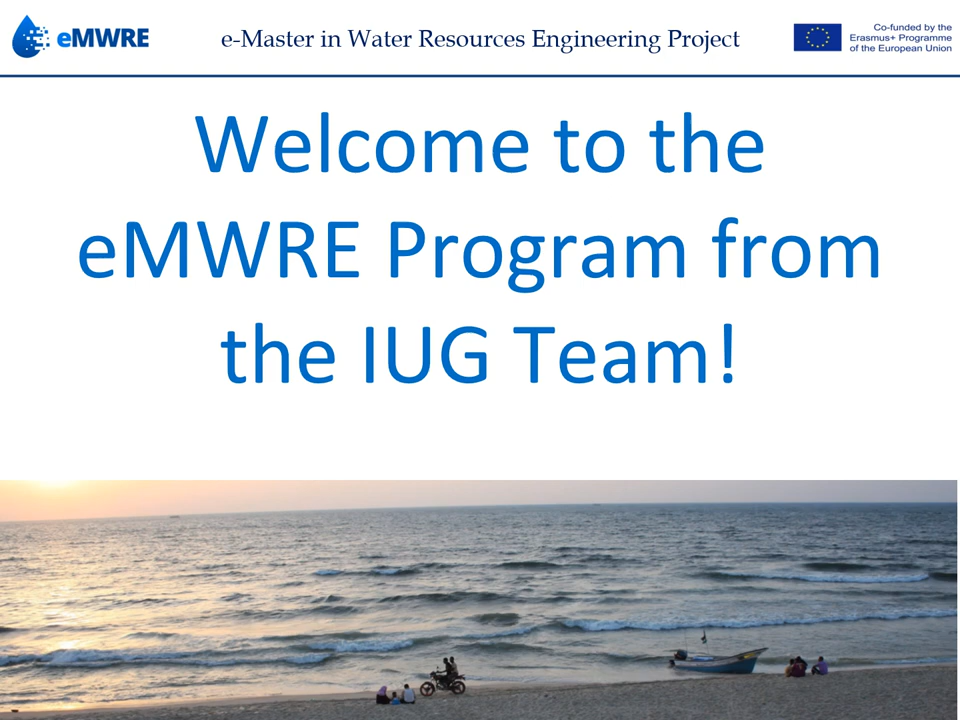 eMWRE
e-Master in Water Resources Engineering Project
Co-funded by the
Erasmus+ Programme
of the European Union
Welcome to the
eMWRE Program from
the IUG Team!